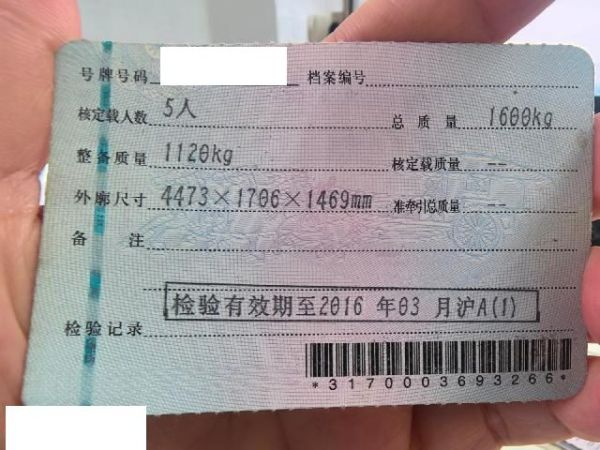 号牌号码 档案编号
核定载人数 5人 总质量 1600kg
整备质量 1120kg 核定载质量 --
外廓尺寸 4473×1706×1469mm 准牵引总质量 --
备注
检验有效期至2016 年03 月沪A(1)
检验记录
*3170003693266*